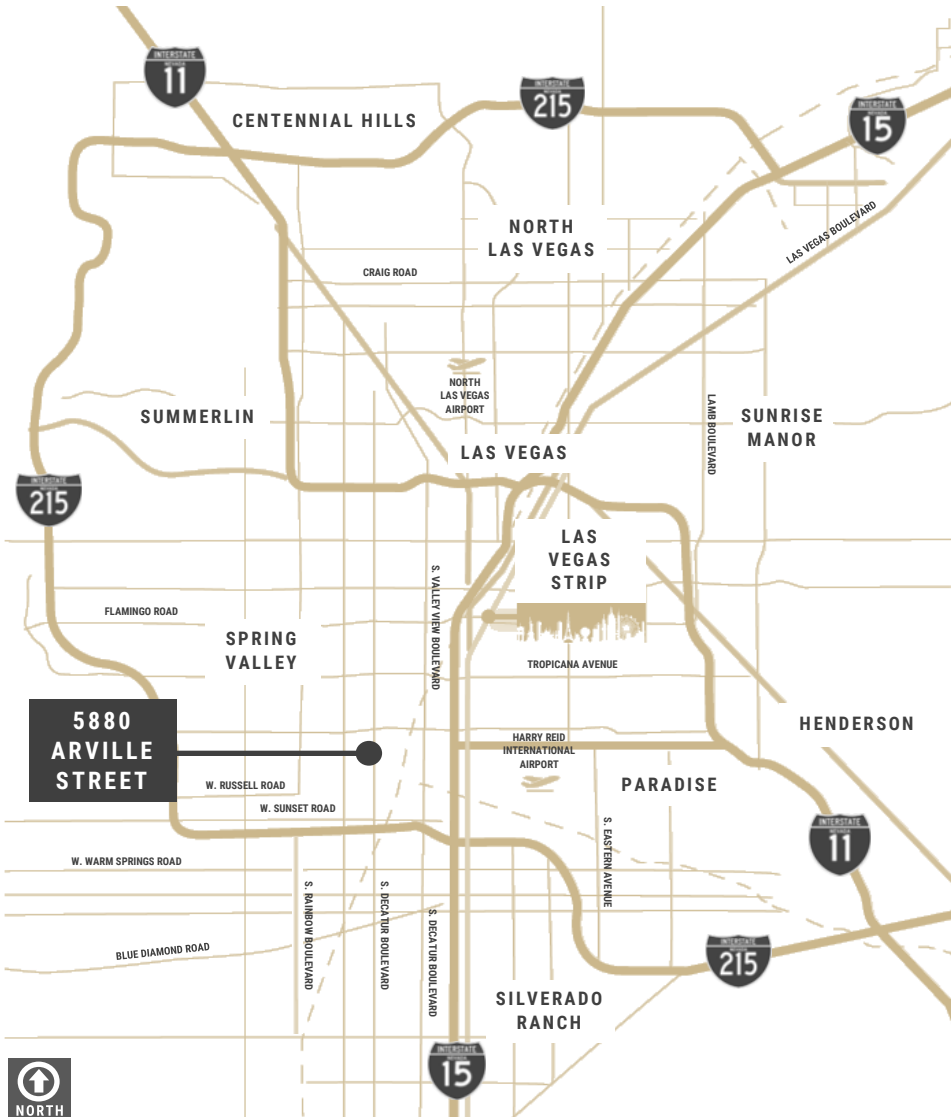 INTERSTATE
NEVADA
11
INTERSTATE
NEVADA
215
INTERSTATE
NEVADA
15
CENTENNIAL HILLS
NORTH
LAS VEGAS
LAS VEGAS BOULEVARD
CRAIG ROAD
NORTH
LAS VEGAS
AIRPORT
SUMMERLIN
LAMB BOULEVARD
SUNRISE
MANOR
LAS VEGAS
INTERSTATE
NEVADA
215
LAS
VEGAS
STRIP
S. VALLEY VIEW BOULEVARD
FLAMINGO ROAD
SPRING
VALLEY
TROPICANA AVENUE
5880
ARVILLE
STREET
HENDERSON
HARRY REID
INTERNATIONAL
AIRPORT
PARADISE
W. RUSSELL ROAD
W. SUNSET ROAD
S. EASTERN AVENUE
INTERSTATE
NEVADA
11
W. WARM SPRINGS ROAD
S. RAINBOW BOULEVARD
S. DECATUR BOULEVARD
S. DECATUR BOULEVARD
BLUE DIAMOND ROAD
INTERSTATE
NEVADA
215
SILVERADO
RANCH
INTERSTATE
NEVADA
15
NORTH